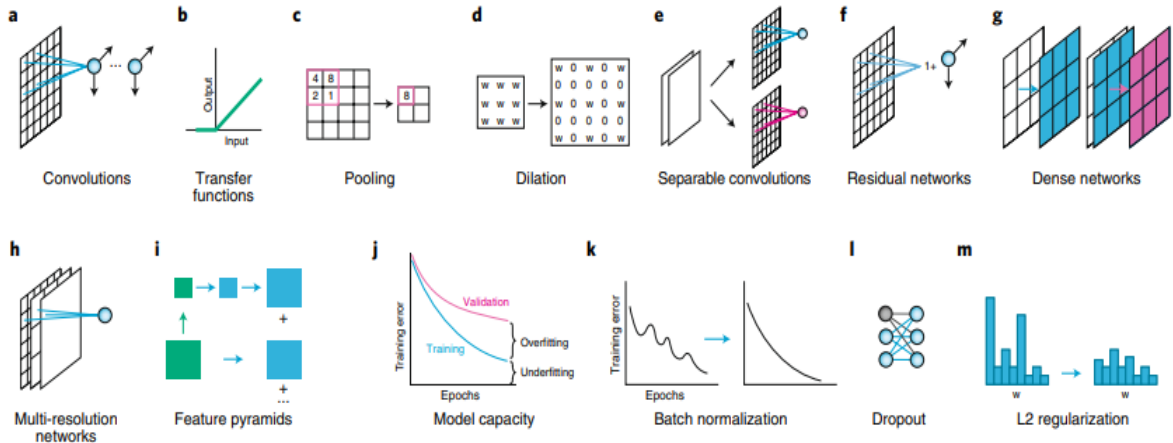 a
b
c
d
e
f
g
...
Output
Input
4 8
2 1
8
w w w
w w w
w w w
w 0 w 0 w
0 0 0 0 0
w 0 w 0 w
0 0 0 0 0
w 0 w 0 w
1+
Convolutions
Transfer
functions
Pooling
Dilation
Separable convolutions
Residual networks
Dense networks
h
i
j
k
l
m
+
+
...
Training error
Validation
Training
Overfitting
Underfitting
Epochs
Training error
Epochs
w
w
Multi-resolution
networks
Feature pyramids
Model capacity
Batch normalization
Dropout
L2 regularization